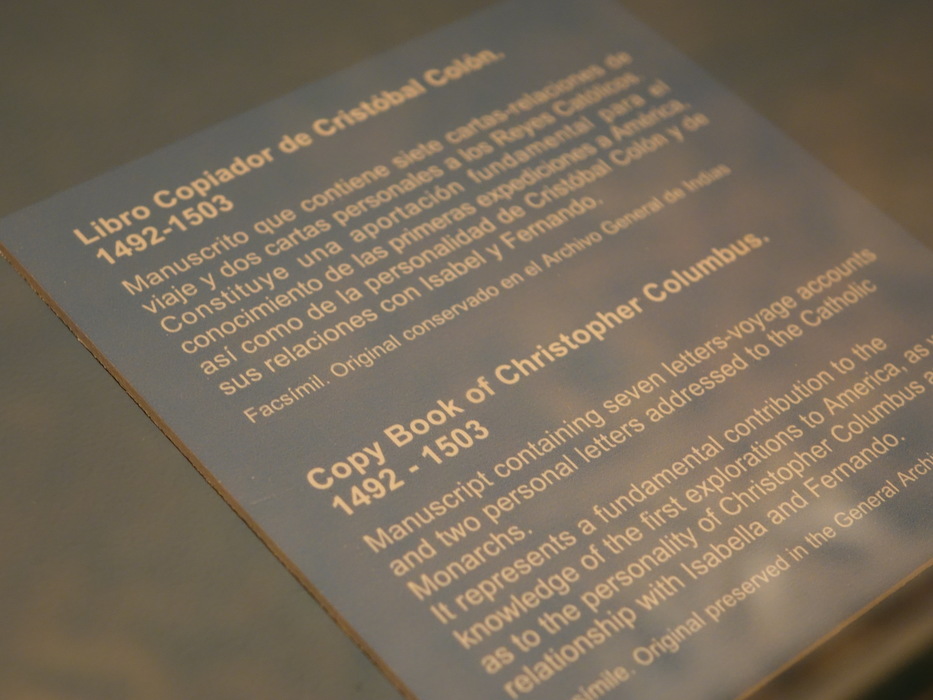 Libro Copiador de Cristóbal Colón.
1492-1503
Manuscrito que contiene siete cartas-relaciones de
viaje y dos cartas personales a los Reyes Católicos.
Constituye una aportación fundamental para el
conocimiento de las primeras expediciones a América,
así como de la personalidad de Cristóbal Colón y de
sus relaciones con Isabel y Fernando.
Facsímil. Original conservado en el Archivo General de Indias
Copy Book of Christopher Columbus.
1492 - 1503
Manuscript containing seven letters-voyage accounts
and two personal letters addressed to the Catholic
Monarchs.
It represents a fundamental contribution to the
knowledge of the first explorations to America, as
as to the personality of Christopher Columbus
relationship with Isabella and Fernando.
Original preserved in the General